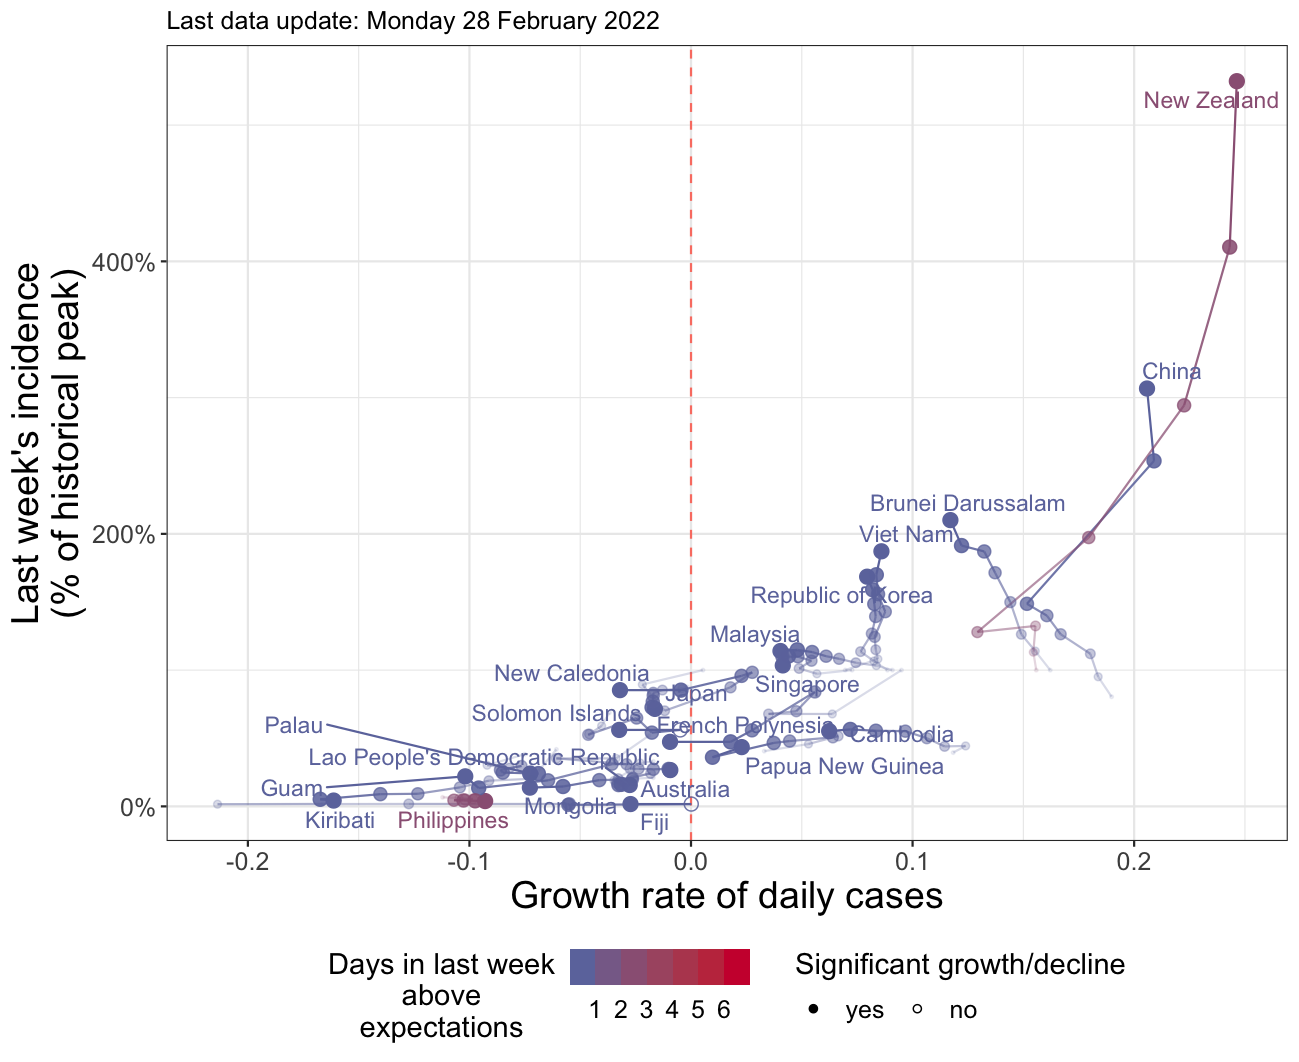 Last data update: Monday 28 February 2022
Last week's incidence
(% of historical peak)
400%
200%
0%
New Zealand
China
Brunei Darussalam
Viet Nam
Republic of Korea
Malaysia
New Caledonia
Japan
Singapore
Solomon Islands
Palau
French Polynesia
Cambodia
Lao People's Democratic Republic
Papua New Guinea
Guam
Australia
Mongolia
Kiribati
Philippines
Fiji
-0.2
-0.1
0.0
0.1
0.2
Growth rate of daily cases
Days in last week
above
expectations
1 2 3 4 5 6
Significant growth/decline
yes
no